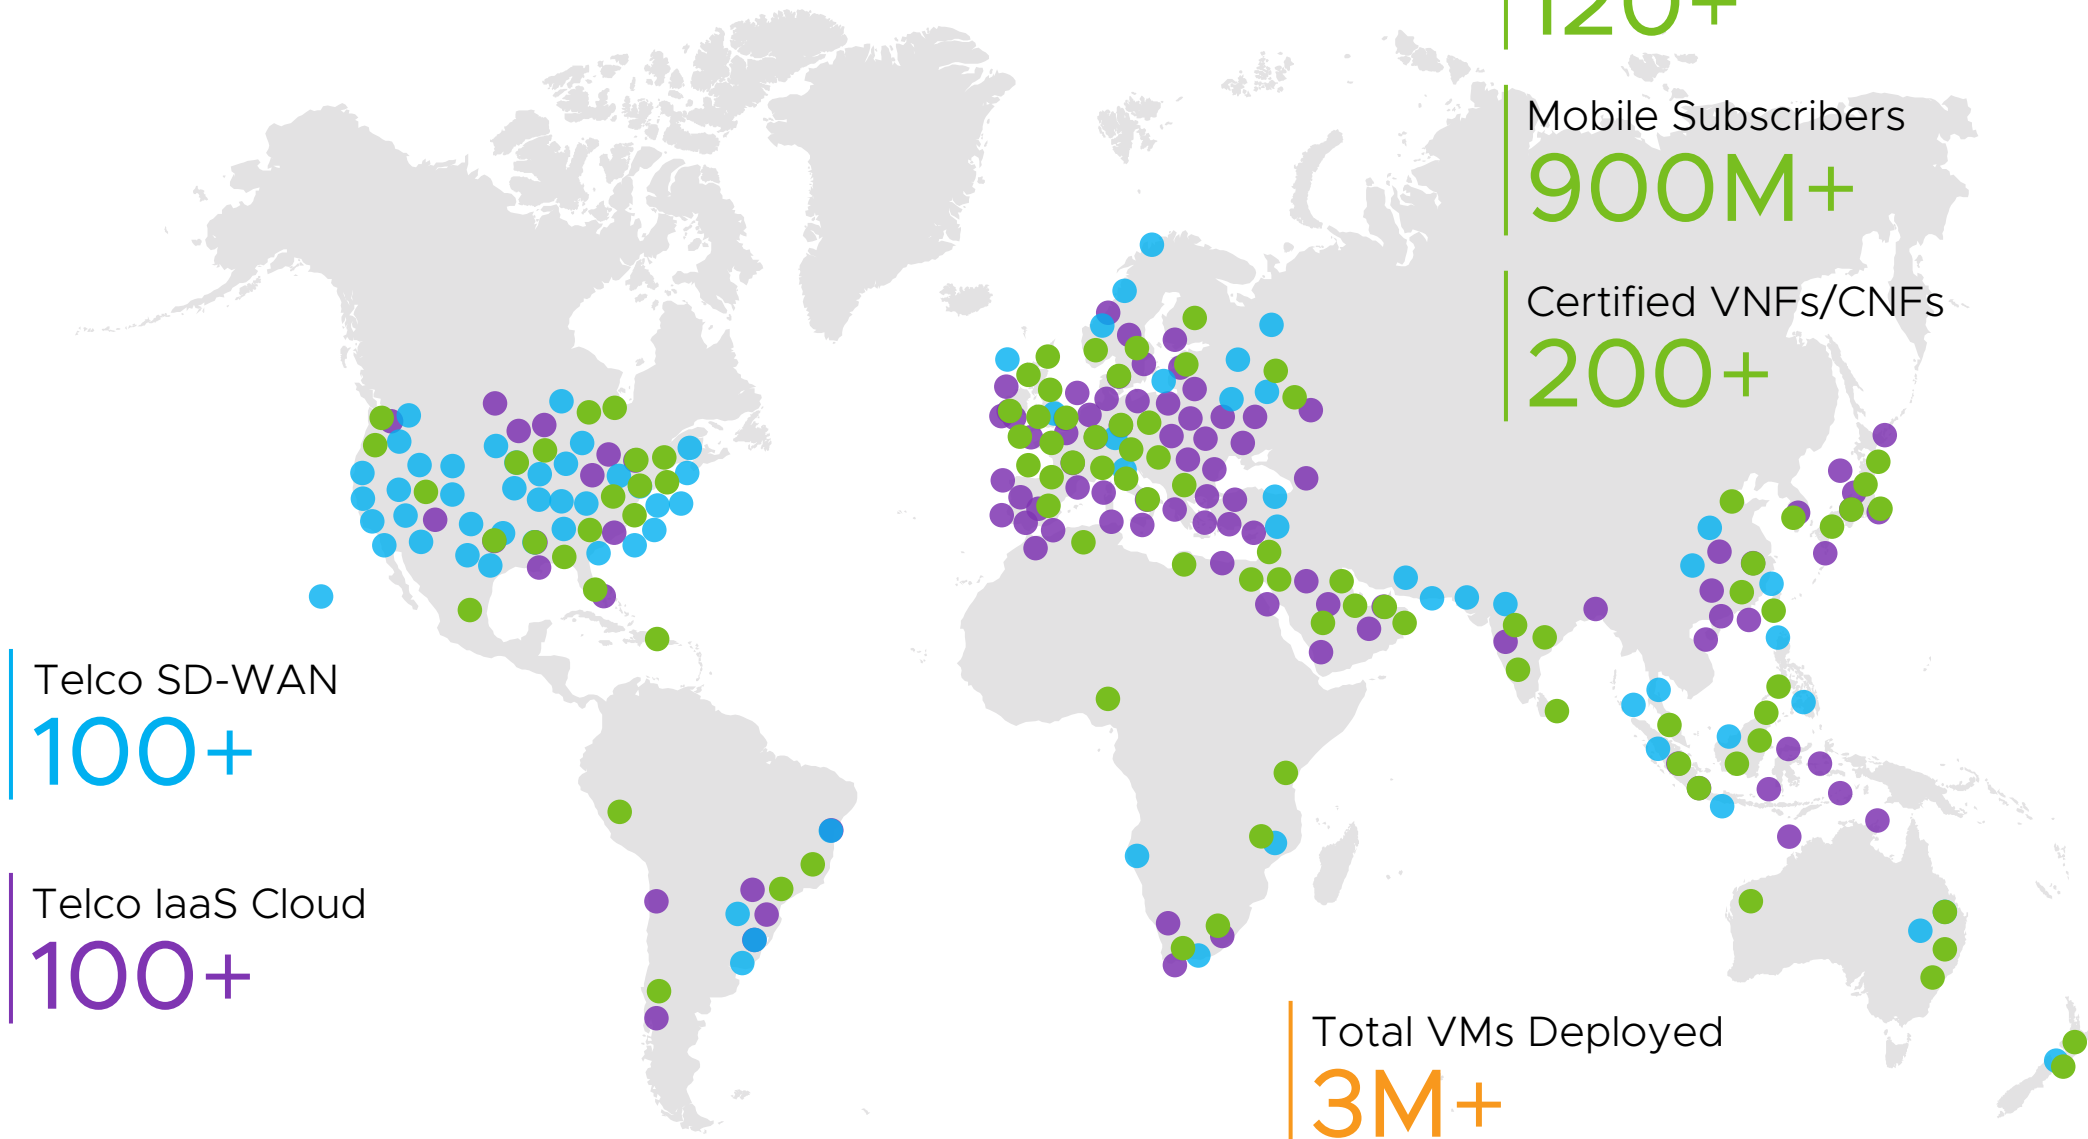 120+
Mobile Subscribers
900M+
Certified VNFs/CNFs
200+
Telco SD-WAN
100+
Telco IaaS Cloud
100+
Total VMs Deployed
3M+